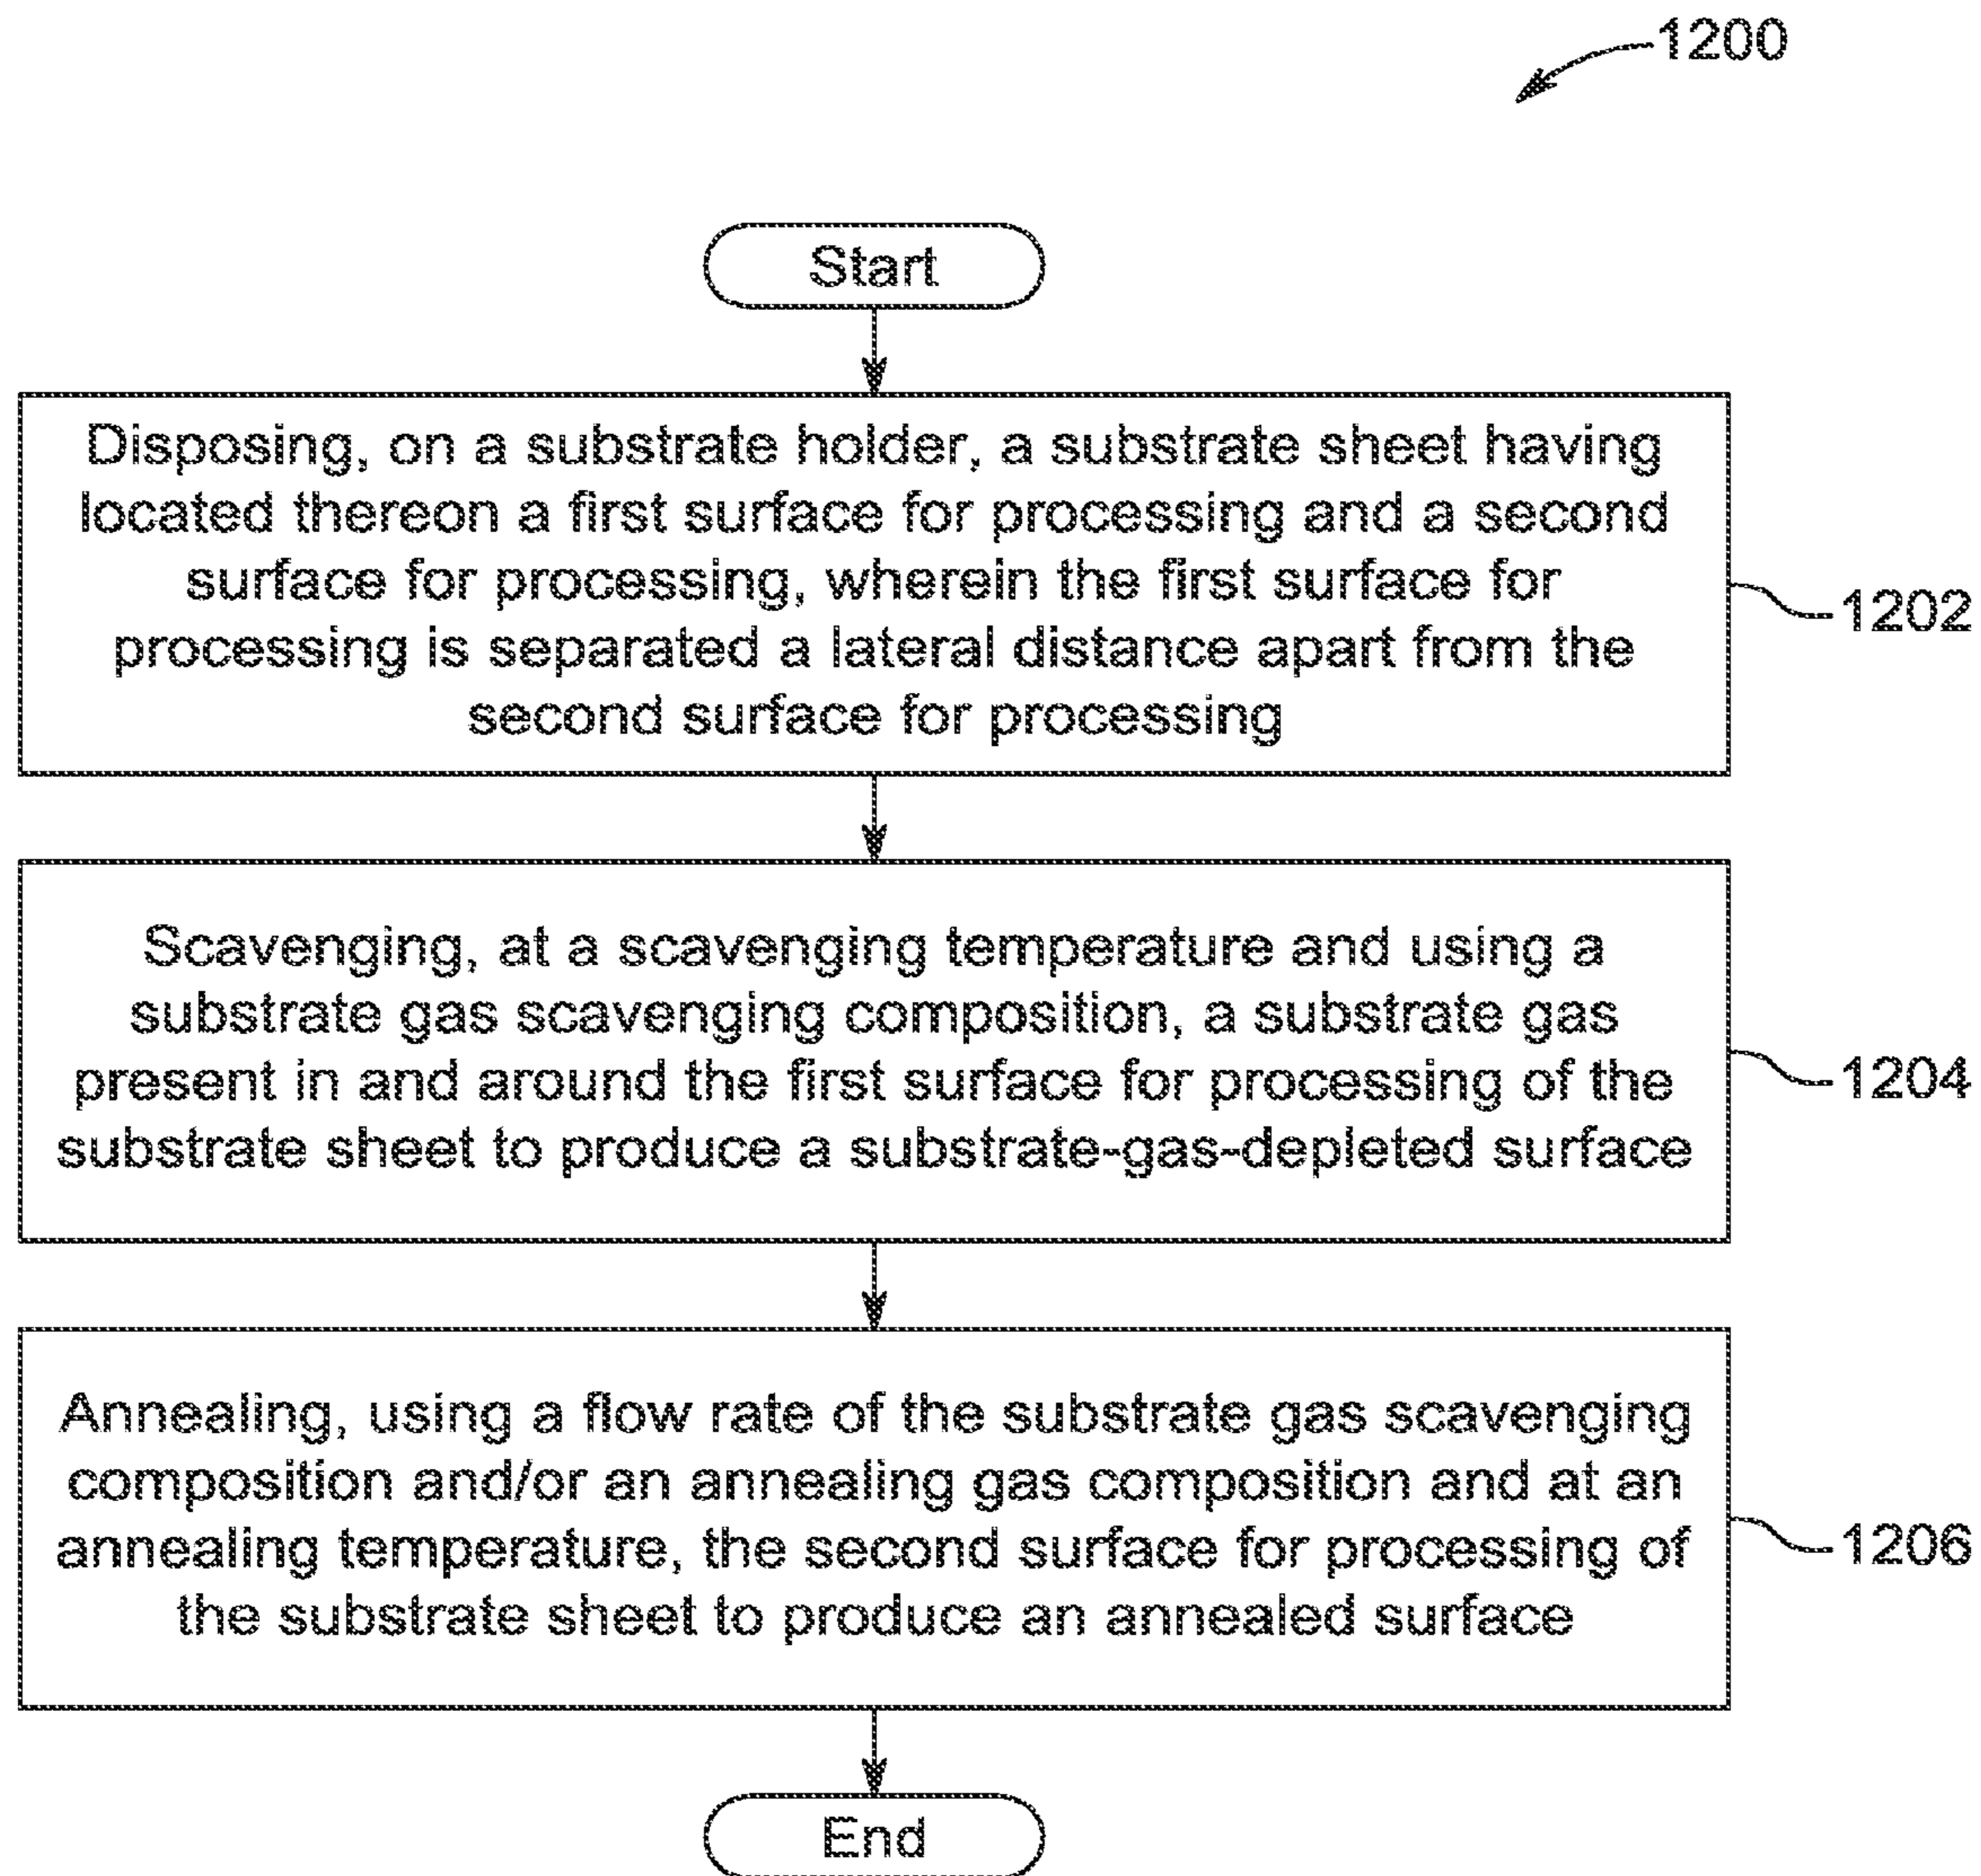 1200
Start
Disposing, on a substrate holder, a substrate sheet having
located thereon a first surface for processing and a second
surface for processing, wherein the first surface for
processing is separated a lateral distance apart from the
second surface for processing
1202
Scavenging, at a scavenging temperature and using a
substrate gas scavenging composition, a substrate gas
present in and around the first surface for processing of the
substrate sheet to produce a substrate-gas-depleted surface
1204
Annealing, using a flow rate of the substrate gas scavenging
composition and/or an annealing gas composition and at an
annealing temperature, the second surface for processing of
the substrate sheet to produce an annealed surface
1206
End